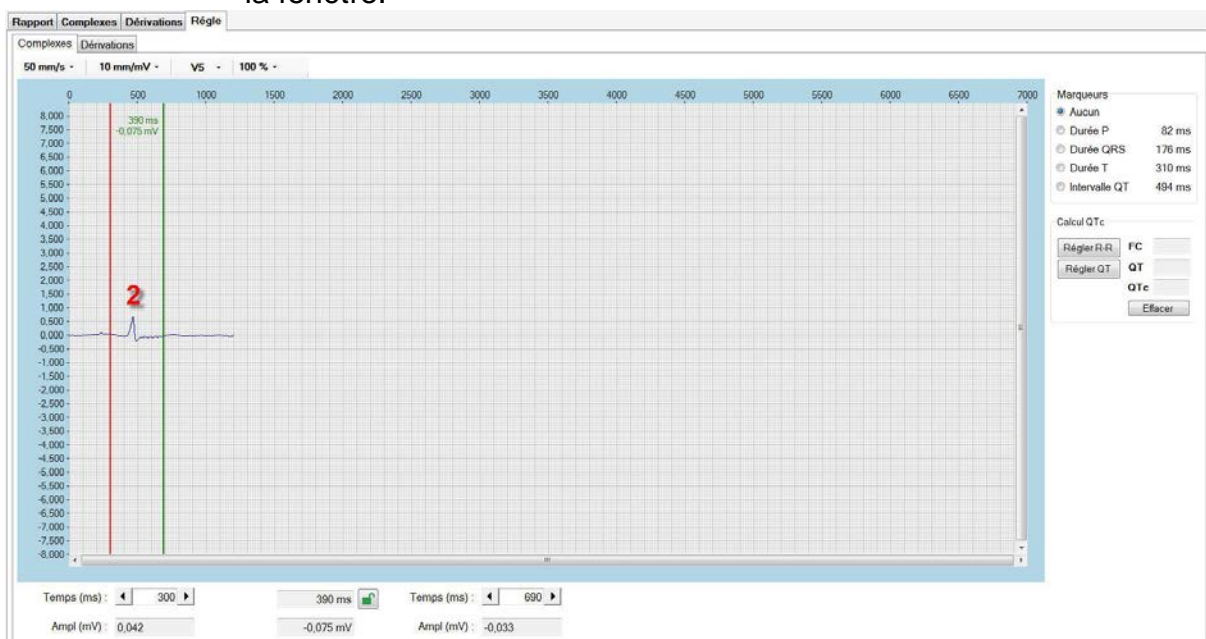 la fenêtre.
Rapport Complexes Dérivations Régle
Complexes Dérivations
50 mm/s 10 mm/mV V5 100 %
0 500 1000 1500 2000 2500 3000 3500 4000 4500 5000 5500 6000 6500 7000
8,000
7,500
7,000
6,500
6,000
5,500
5,000
4,500
4,000
3,500
3,000
2,500
2,000
1,500
1,000
0,500
0,000
-0,500
-1,000
-1,500
-2,000
-2,500
-3,000
-3,500
-4,000
-4,500
-5,000
-5,500
-6,000
-6,500
-7,000
-7,500
-8,000
390 ms
-0,075 mV
2
Marqueurs
Aucun
Durée P 82 ms
Durée QRS 176 ms
Durée T 310 ms
Intervalle QT 494 ms
Calcul QTc
Régler R-R FC
Régler QT QT
QTc
Effacer
Temps (ms) : 300 390 ms Temps (ms) : 690
Ampl (mV) : 0,042 -0,075 mV Ampl (mV) : -0,033